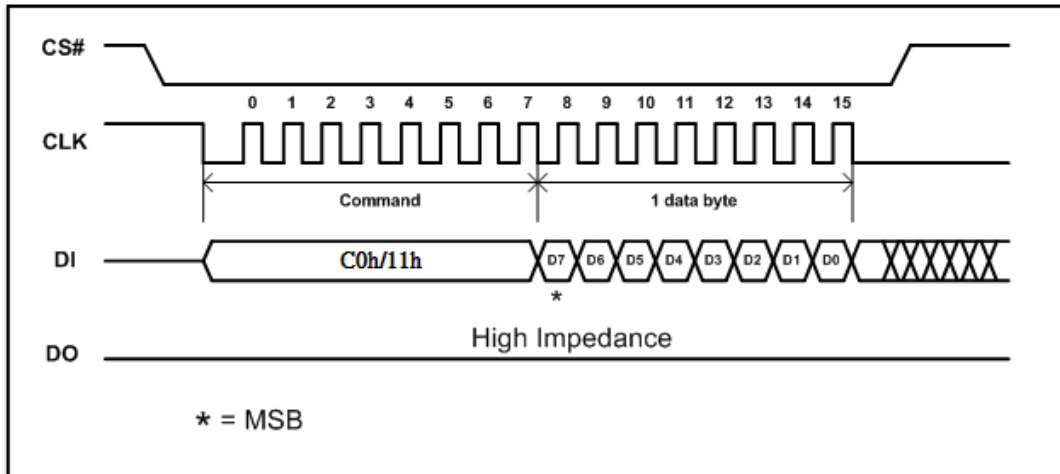 CS#
0 1 2 3 4 5 6 7 8 9 10 11 12 13 14 15
CLK
Command 1 data byte
DI C0h/11h D7 D6 D5 D4 D3 D2 D1 D0
*
High Impedance
DO
* = MSB